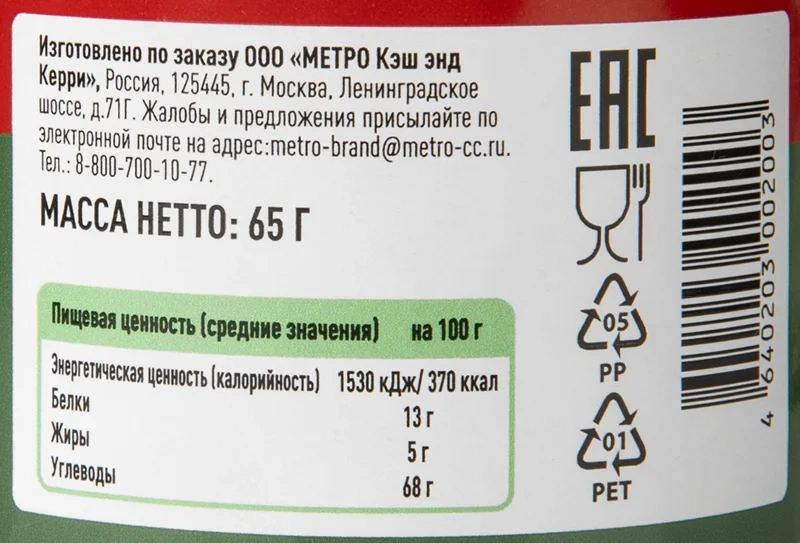 Изготовлено по заказу ООО «МЕТРО Кэш энд
Керри», Россия, 125445, г. Москва, Ленинградское
шоссе, д.71Г. Жалобы и предложения присылайте по
электронной почте на адрес:metro-brand@metro-cc.ru.
Тел.: 8-800-700-10-77.
МАССА НЕТТО: 65 Г
Пищевая ценность (средние значения) на 100 г
Энергетическая ценность (калорийность) 1530 кДж/ 370 ккал
Белки 13 г
Жиры 5 г
Углеводы 68 г
EAC
05
PP
01
PET
4 640203 002003